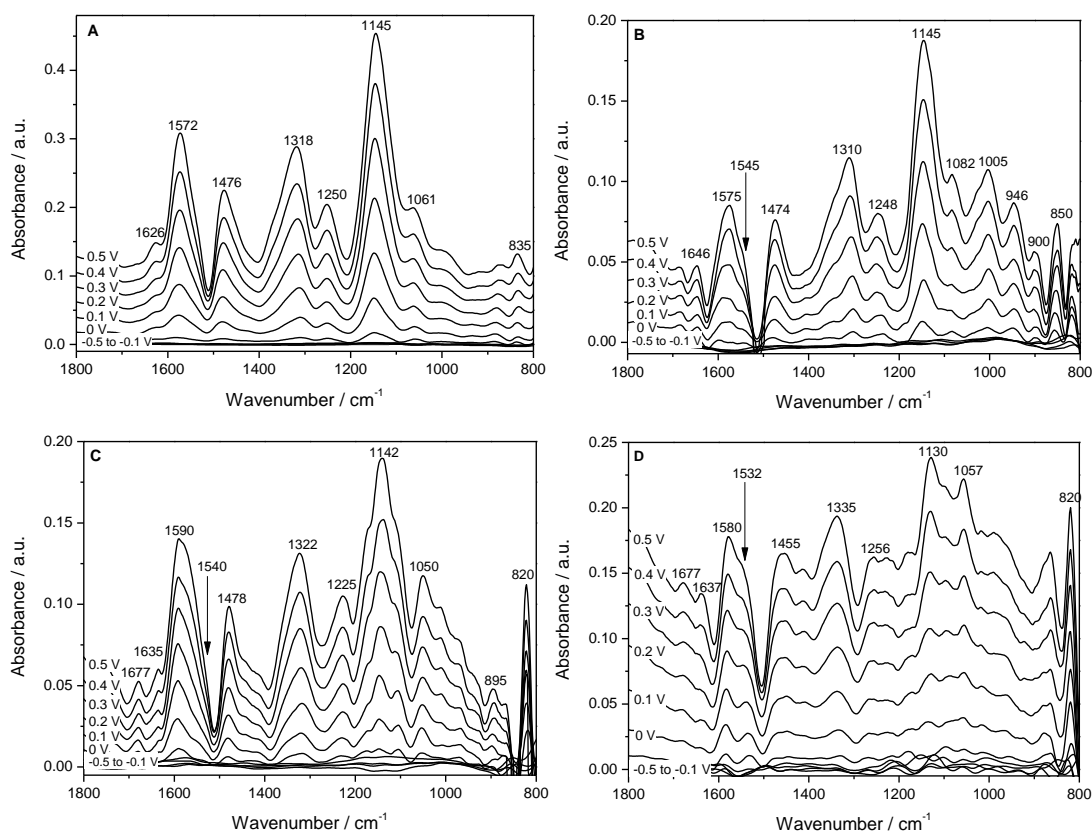 A
1145
1572
1318
1476
1250
1061
1626
835
0.5 V
0.4 V
0.3 V
0.2 V
0.1 V
0 V
-0.5 to -0.1 V
0.4
0.3
0.2
0.1
0.0
Absorbance / a.u.
1800 1600 1400 1200 1000 800
Wavenumber / cm-1
B
1145
1545
1310
1575
1474
1248
1082
1005
946
850
900
1646
0.5 V
0.4 V
0.3 V
0.2 V
0.1 V
0 V
-0.5 to -0.1 V
0.20
0.15
0.10
0.05
0.00
Absorbance / a.u.
1800 1600 1400 1200 1000 800
Wavenumber / cm-1
C
1142
1590
1540
1322
1478
1225
1050
820
895
1635
1677
0.5 V
0.4 V
0.3 V
0.2 V
0.1 V
0 V
-0.5 to -0.1 V
0.20
0.15
0.10
0.05
0.00
Absorbance / a.u.
1800 1600 1400 1200 1000 800
Wavenumber / cm-1
D
1130
1532
1057
820
1335
1580
1455
1256
1677
1637
0.5 V
0.4 V
0.3 V
0.2 V
0.1 V
0 V
-0.5 to -0.1 V
0.25
0.20
0.15
0.10
0.05
0.00
Absorbance / a.u.
1800 1600 1400 1200 1000 800
Wavenumber / cm-1